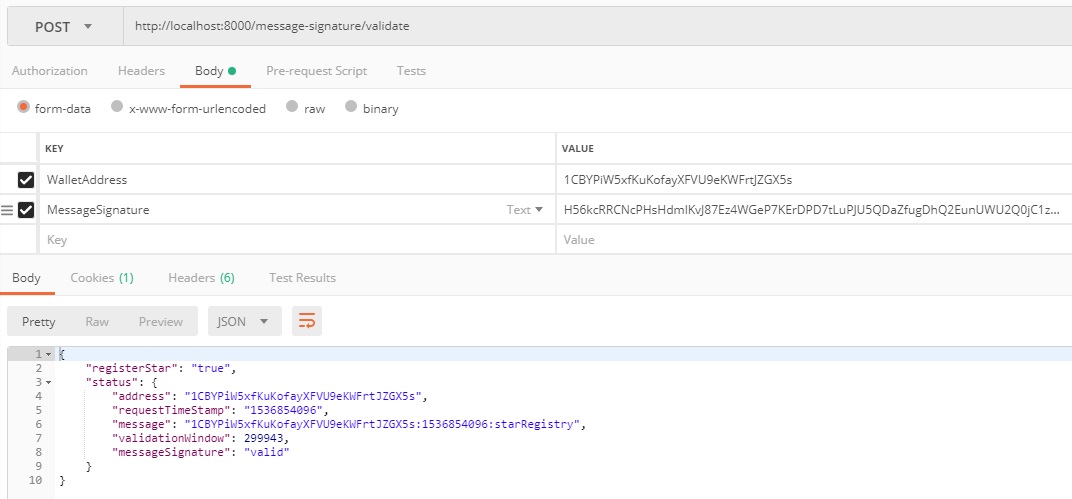 POST http://localhost:8000/message-signature/validate
Authorization Headers Body Pre-request Script Tests
form-data x-www-form-urlencoded raw binary
KEY VALUE
WalletAddress 1CBYPiW5xfKuKofayXFVU9eKWFrtJZGX5s
MessageSignature Text H56kcRRCNcPHsHdmIKvJ87Ez4WGeP7KErDPD7tLuPJU5QDaZfugDhQ2EunUWU2Q0jC1z...
Key Value
Body Cookies (1) Headers (6) Test Results
Pretty Raw Preview JSON
1 {
2 "registerStar": "true",
3 "status": {
4 "address": "1CBYPiW5xfKuKofayXFVU9eKWFrtJZGX5s",
5 "requestTimeStamp": "1536854096",
6 "message": "1CBYPiW5xfKuKofayXFVU9eKWFrtJZGX5s:1536854096:starRegistry",
7 "validationWindow": 299943,
8 "messageSignature": "valid"
9 }
10 }